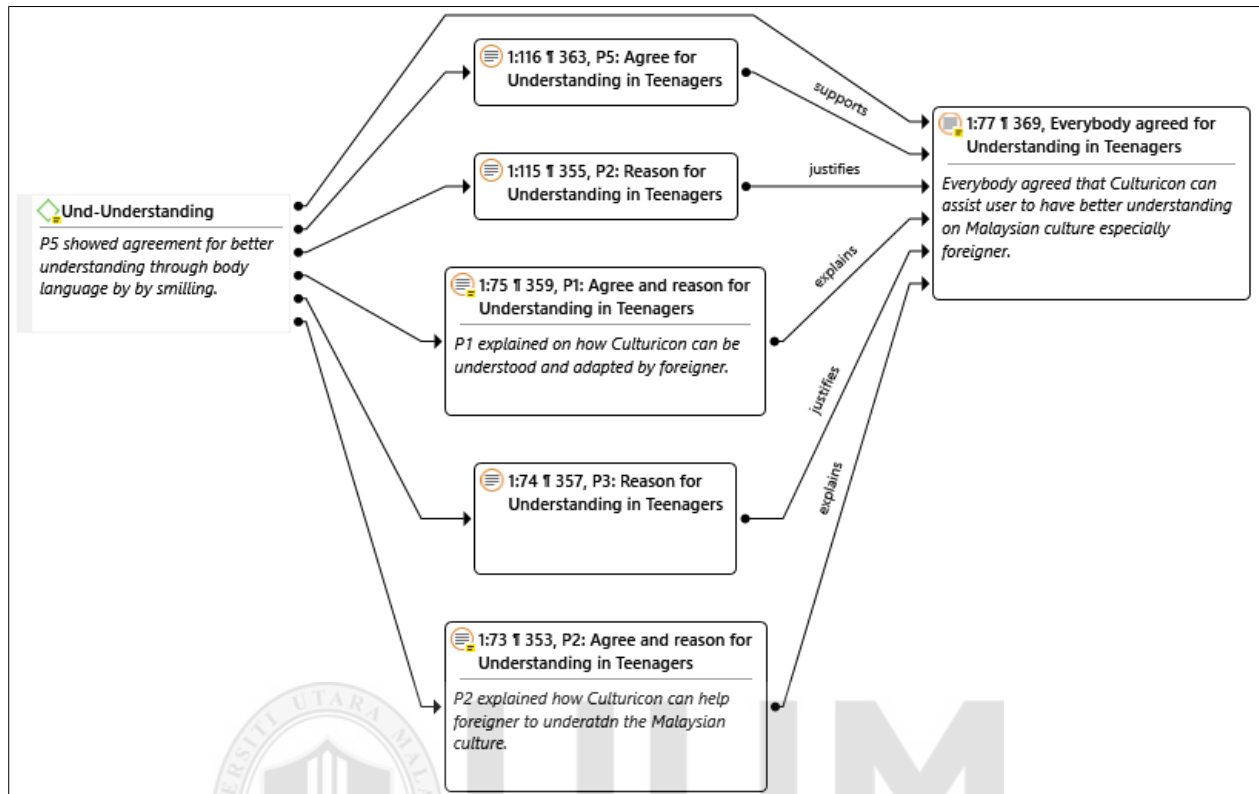 Und-Understanding
P5 showed agreement for better
understanding through body
language by by smilling.
1:116 ¶ 363, P5: Agree for
Understanding in Teenagers
1:115 ¶ 355, P2: Reason for
Understanding in Teenagers
1:75 ¶ 359, P1: Agree and reason for
Understanding in Teenagers
P1 explained on how Culturicon can be
understood and adapted by foreigner.
1:74 ¶ 357, P3: Reason for
Understanding in Teenagers
1:73 ¶ 353, P2: Agree and reason for
Understanding in Teenagers
P2 explained how Culturicon can help
foreigner to underatdn the Malaysian
culture.
supports
justifies
explains
justifies
explains
1:77 ¶ 369, Everybody agreed for
Understanding in Teenagers
Everybody agreed that Culturicon can
assist user to have better understanding
on Malaysian culture especially
foreigner.
UTARA
UUM